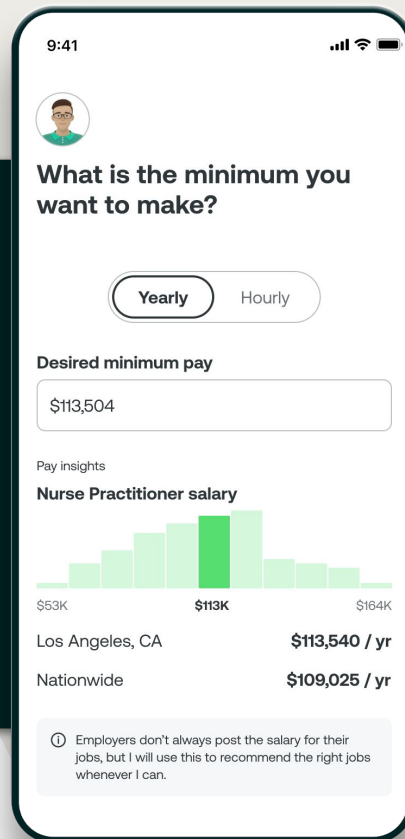 9:41
What is the minimum you
want to make?
Yearly Hourly
Desired minimum pay
$113,504
Pay insights
Nurse Practitioner salary
$53K $113K $164K
Los Angeles, CA $113,540 / yr
Nationwide $109,025 / yr
Employers don’t always post the salary for their
jobs, but I will use this to recommend the right jobs
whenever I can.